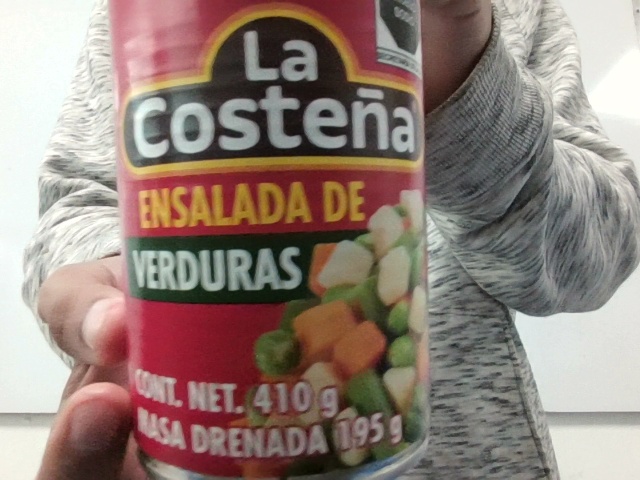 La
Costeña
ENSALADA DE
VERDURAS
CONT. NET. 410 g
MASA DRENADA 195 g